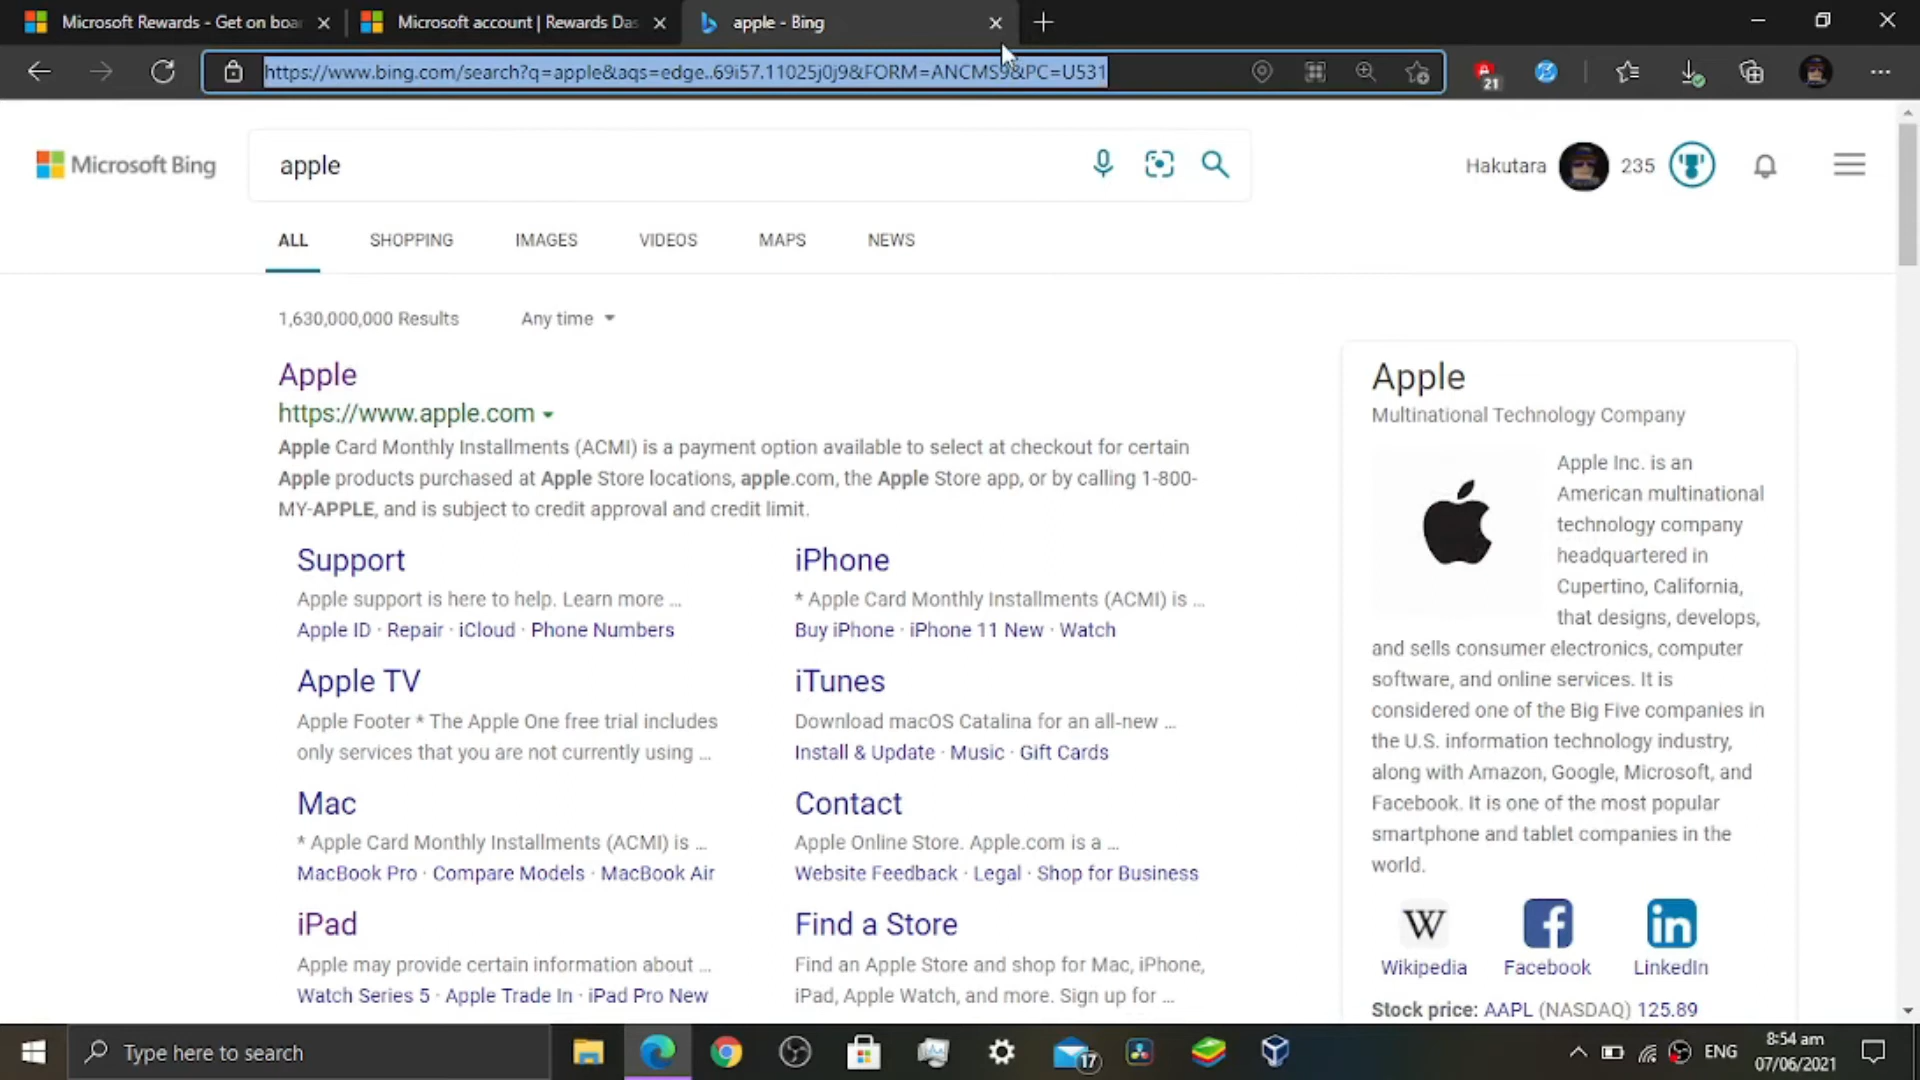 Microsoft Rewards - Get on boar
Microsoft account | Rewards Das
apple - Bing
https://www.bing.com/search?q=apple&aqs=edge..69i57.11025j0j9&FORM=ANCMS9&PC=U531
21
Microsoft Bing
apple
Hakutara
235
ALL
SHOPPING
IMAGES
VIDEOS
MAPS
NEWS
1,630,000,000 Results
Any time
Apple
https://www.apple.com
Apple Card Monthly Installments (ACMI) is a payment option available to select at checkout for certain
Apple products purchased at Apple Store locations, apple.com, the Apple Store app, or by calling 1-800-
MY-APPLE, and is subject to credit approval and credit limit.
Support
Apple support is here to help. Learn more ...
Apple ID · Repair · iCloud · Phone Numbers
iPhone
* Apple Card Monthly Installments (ACMI) is ...
Buy iPhone · iPhone 11 New · Watch
Apple TV
Apple Footer * The Apple One free trial includes
only services that you are not currently using ...
iTunes
Download macOS Catalina for an all-new ...
Install & Update · Music · Gift Cards
Mac
* Apple Card Monthly Installments (ACMI) is ...
MacBook Pro · Compare Models · MacBook Air
Contact
Apple Online Store. Apple.com is a ...
Website Feedback · Legal · Shop for Business
iPad
Apple may provide certain information about ...
Watch Series 5 · Apple Trade In · iPad Pro New
Find a Store
Find an Apple Store and shop for Mac, iPhone,
iPad, Apple Watch, and more. Sign up for ...
Apple
Multinational Technology Company
Apple Inc. is an
American multinational
technology company
headquartered in
Cupertino, California,
that designs, develops,
and sells consumer electronics, computer
software, and online services. It is
considered one of the Big Five companies in
the U.S. information technology industry,
along with Amazon, Google, Microsoft, and
Facebook. It is one of the most popular
smartphone and tablet companies in the
world.
W
Wikipedia
Facebook
in
LinkedIn
Stock price: AAPL (NASDAQ) 125.89
Type here to search
17
ENG
8:54 am
07/06/2021